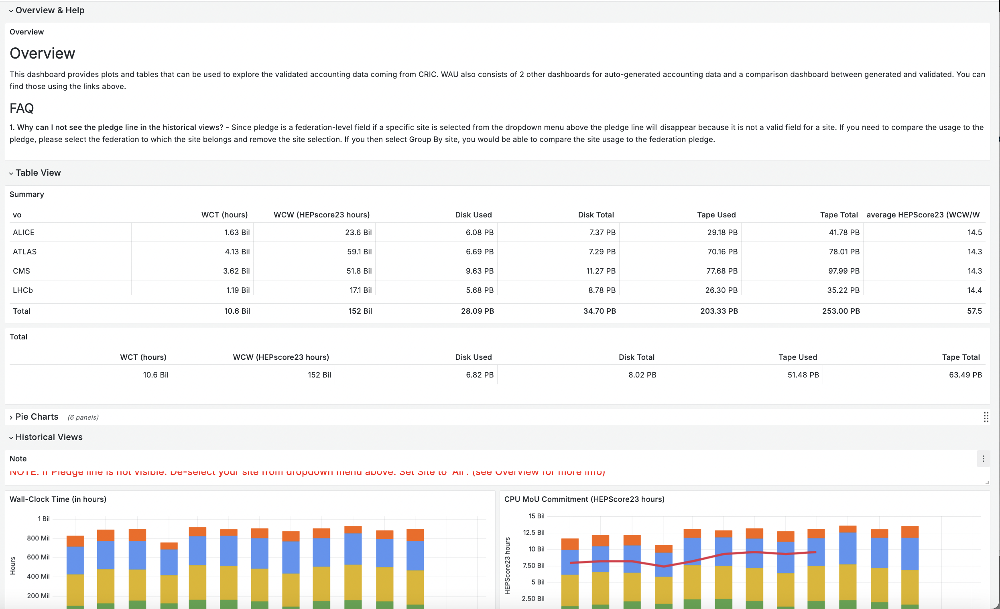 Overview & Help
Overview
Overview
This dashboard provides plots and tables that can be used to explore the validated accounting data coming from CRIC. WAU also consists of 2 other dashboards for auto-generated accounting data and a comparison dashboard between generated and validated. You can
find those using the links above.
FAQ
1. Why can I not see the pledge line in the historical views? - Since pledge is a federation-level field if a specific site is selected from the dropdown menu above the pledge line will disappear because it is not a valid field for a site. If you need to compare the usage to the
pledge, please select the federation to which the site belongs and remove the site selection. If you then select Group By site, you would be able to compare the site usage to the federation pledge.
Table View
Summary
vo WCT (hours) WCW (HEPscore23 hours) Disk Used Disk Total Tape Used Tape Total average HEPScore23 (WCW/W
ALICE 1.63 Bil 23.6 Bil 6.08 PB 7.37 PB 29.18 PB 41.78 PB 14.5
ATLAS 4.13 Bil 59.1 Bil 6.69 PB 7.29 PB 70.16 PB 78.01 PB 14.3
CMS 3.62 Bil 51.8 Bil 9.63 PB 11.27 PB 77.68 PB 97.99 PB 14.3
LHCb 1.19 Bil 17.1 Bil 5.68 PB 8.78 PB 26.30 PB 35.22 PB 14.4
Total 10.6 Bil 152 Bil 28.09 PB 34.70 PB 203.33 PB 253.00 PB 57.5
Total
WCT (hours) WCW (HEPscore23 hours) Disk Used Disk Total Tape Used Tape Total
10.6 Bil 152 Bil 6.82 PB 8.02 PB 51.48 PB 63.49 PB
Pie Charts (6 panels)
Historical Views
Note
NOTE: If Pledge line is not visible. De-select your site from dropdown menu above. Set Site to 'All'. (see Overview for more info)
Wall-Clock Time (in hours)
1 Bil
800 Mil
600 Mil
400 Mil
200 Mil
Hours
CPU MoU Commitment (HEPScore23 hours)
15 Bil
12.5 Bil
10 Bil
7.50 Bil
5 Bil
2.50 Bil
HEPScore23 hours